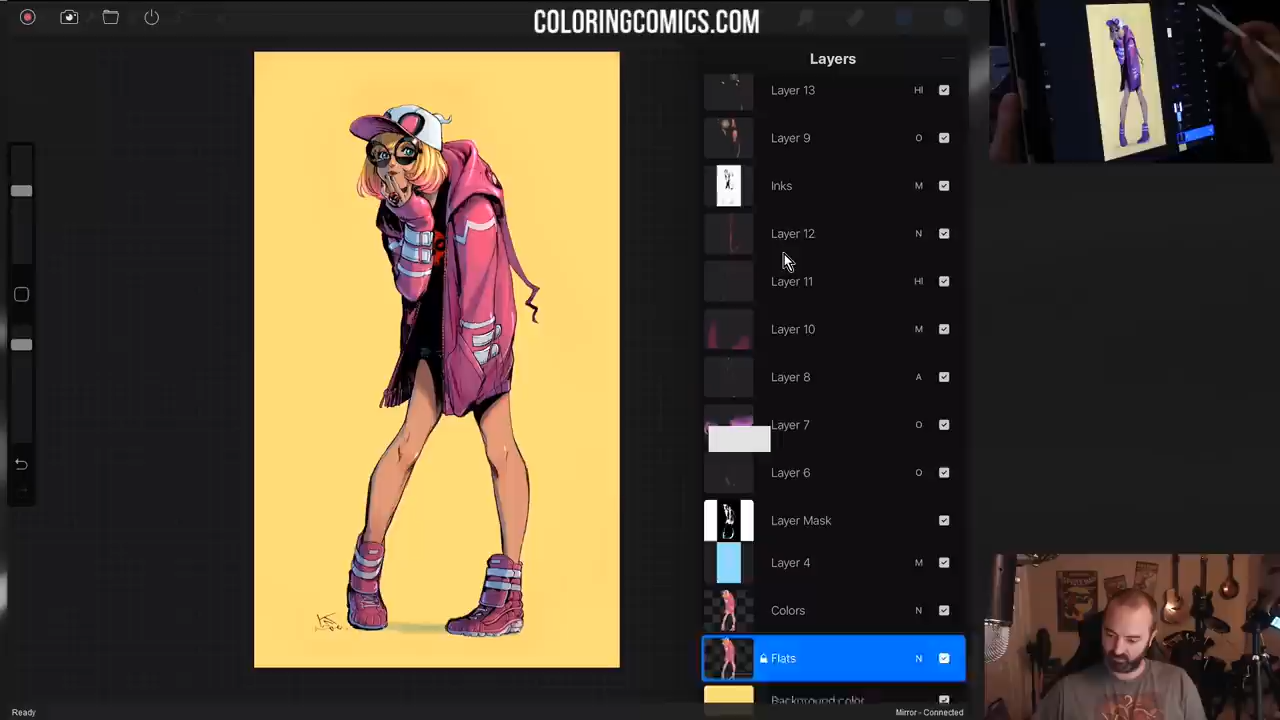 COLORINGCOMICS.COM
Layers
Layer 13 HI
Layer 9 O
Inks M
Layer 12 N
Layer 11 HI
Layer 10 M
Layer 8 A
Layer 7 O
Layer 6 O
Layer Mask
Layer 4 M
Colors N
Flats N
Background color
Ready
Mirror - Connected